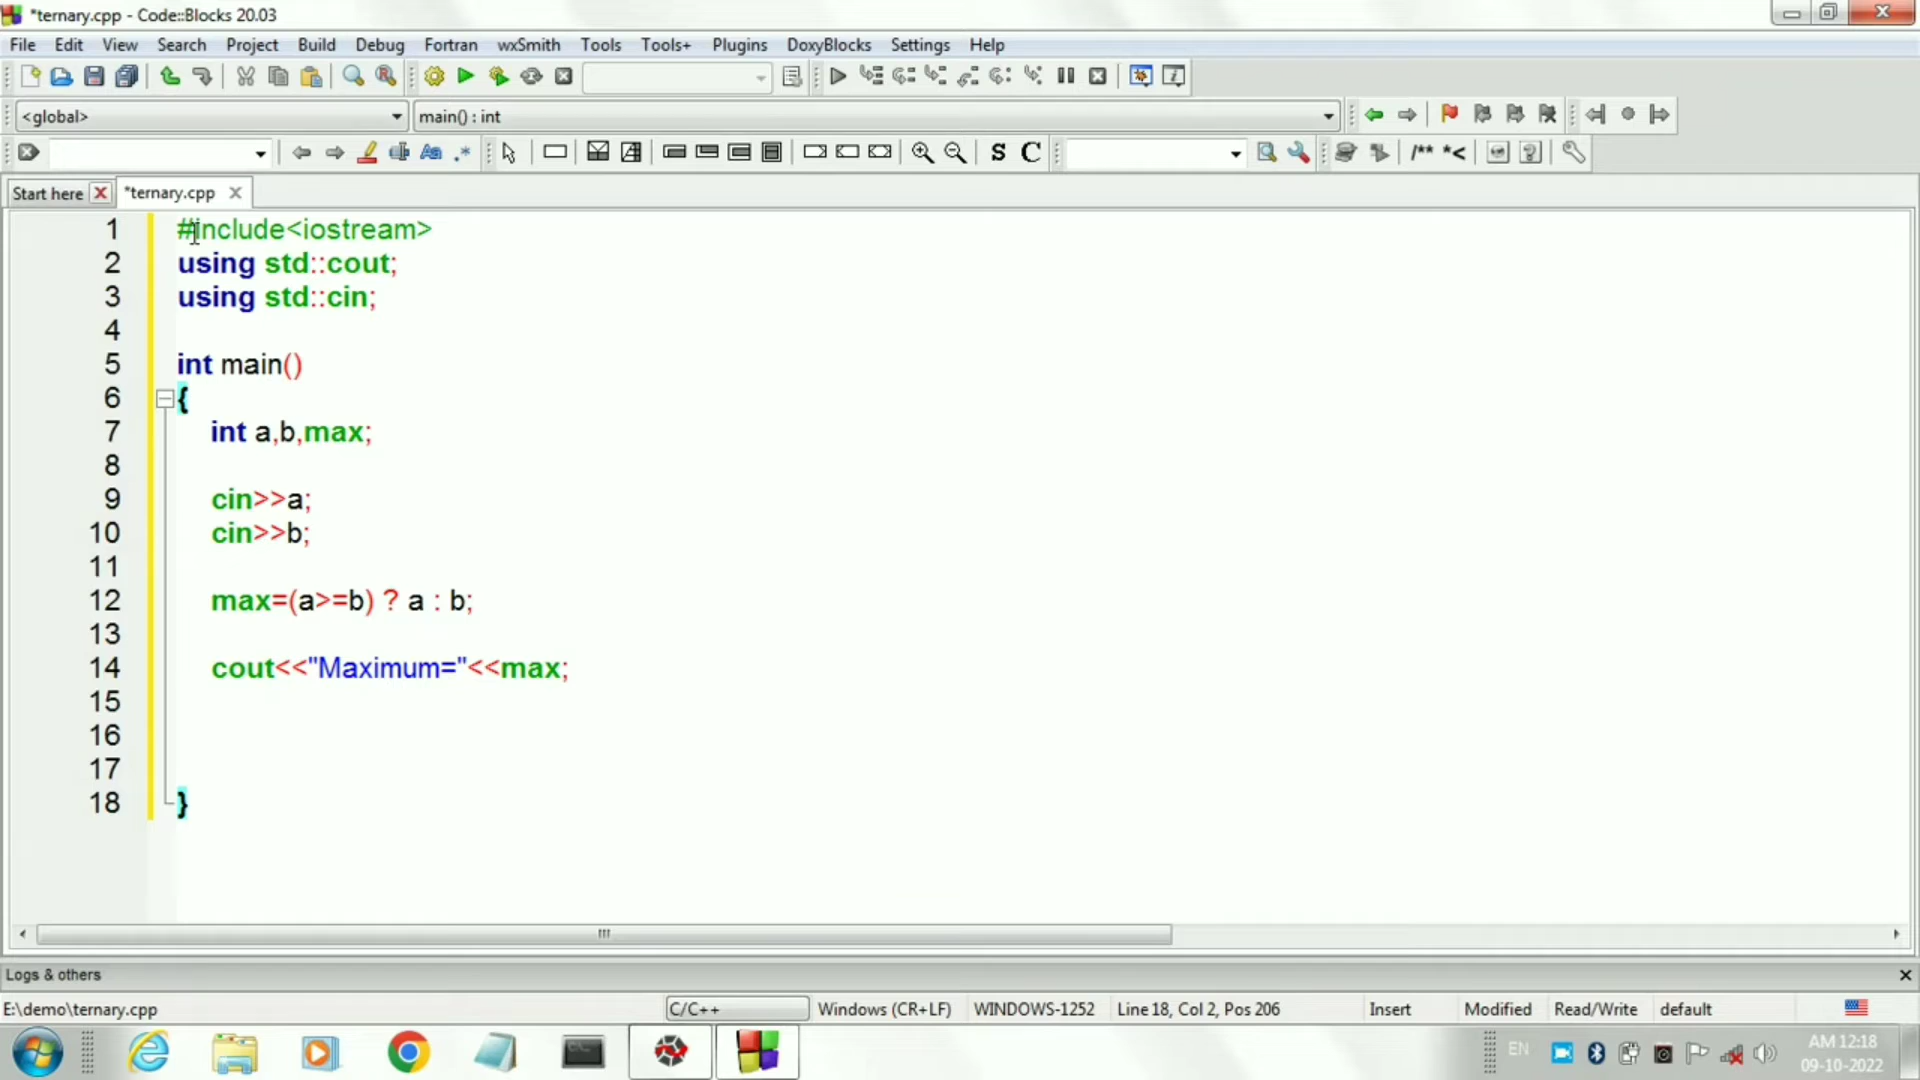 *ternary.cpp - Code::Blocks 20.03
File Edit View Search Project Build Debug Fortran wxSmith Tools Tools+ Plugins DoxyBlocks Settings Help
<global> main() : int
S C /** *<
Start here *ternary.cpp
1 #include<iostream>
2 using std::cout;
3 using std::cin;
4
5 int main()
6 {
7 int a,b,max;
8
9 cin>>a;
10 cin>>b;
11
12 max=(a>=b) ? a : b;
13
14 cout<<"Maximum="<<max;
15
16
17
18 }
Logs & others
E:\demo\ternary.cpp C/C++ Windows (CR+LF) WINDOWS-1252 Line 18, Col 2, Pos 206 Insert Modified Read/Write default
EN AM 12:18
09-10-2022